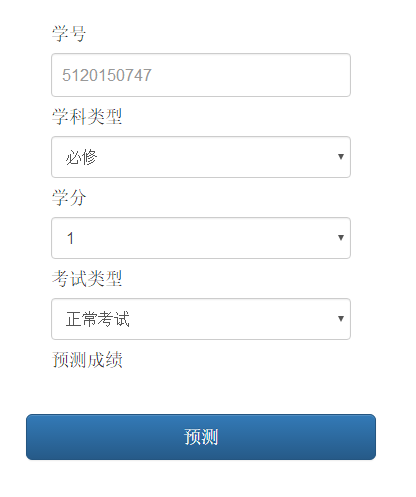 学号
5120150747
学科类型
必修
学分
1
考试类型
正常考试
预测成绩
预测